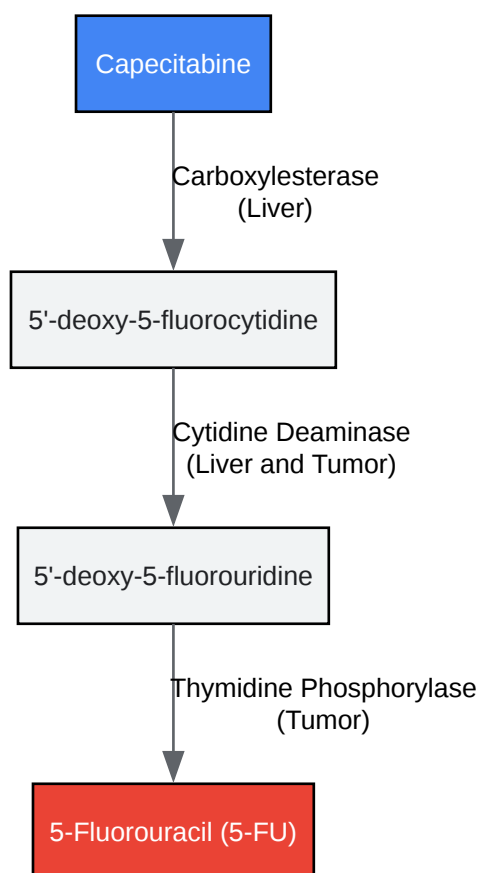 Capecitabine
Carboxylesterase
(Liver)
5'-deoxy-5-fluorocytidine
Cytidine Deaminase
(Liver and Tumor)
5'-deoxy-5-fluorouridine
Thymidine Phosphorylase
(Tumor)
5-Fluorouracil (5-FU)